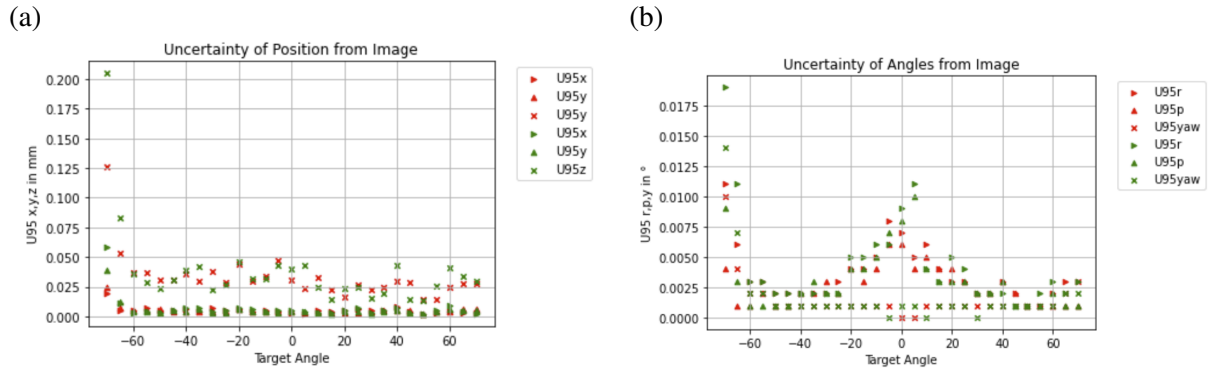 (a)
Uncertainty of Position from Image
U95 x,y,z in mm
0.200
0.175
0.150
0.125
0.100
0.075
0.050
0.025
0.000
−60 −40 −20 0 20 40 60
Target Angle
U95x
U95y
U95y
U95x
U95y
U95z
(b)
Uncertainty of Angles from Image
U95 r,p,y in °
0.0175
0.0150
0.0125
0.0100
0.0075
0.0050
0.0025
0.0000
−60 −40 −20 0 20 40 60
Target Angle
U95r
U95p
U95yaw
U95r
U95p
U95yaw